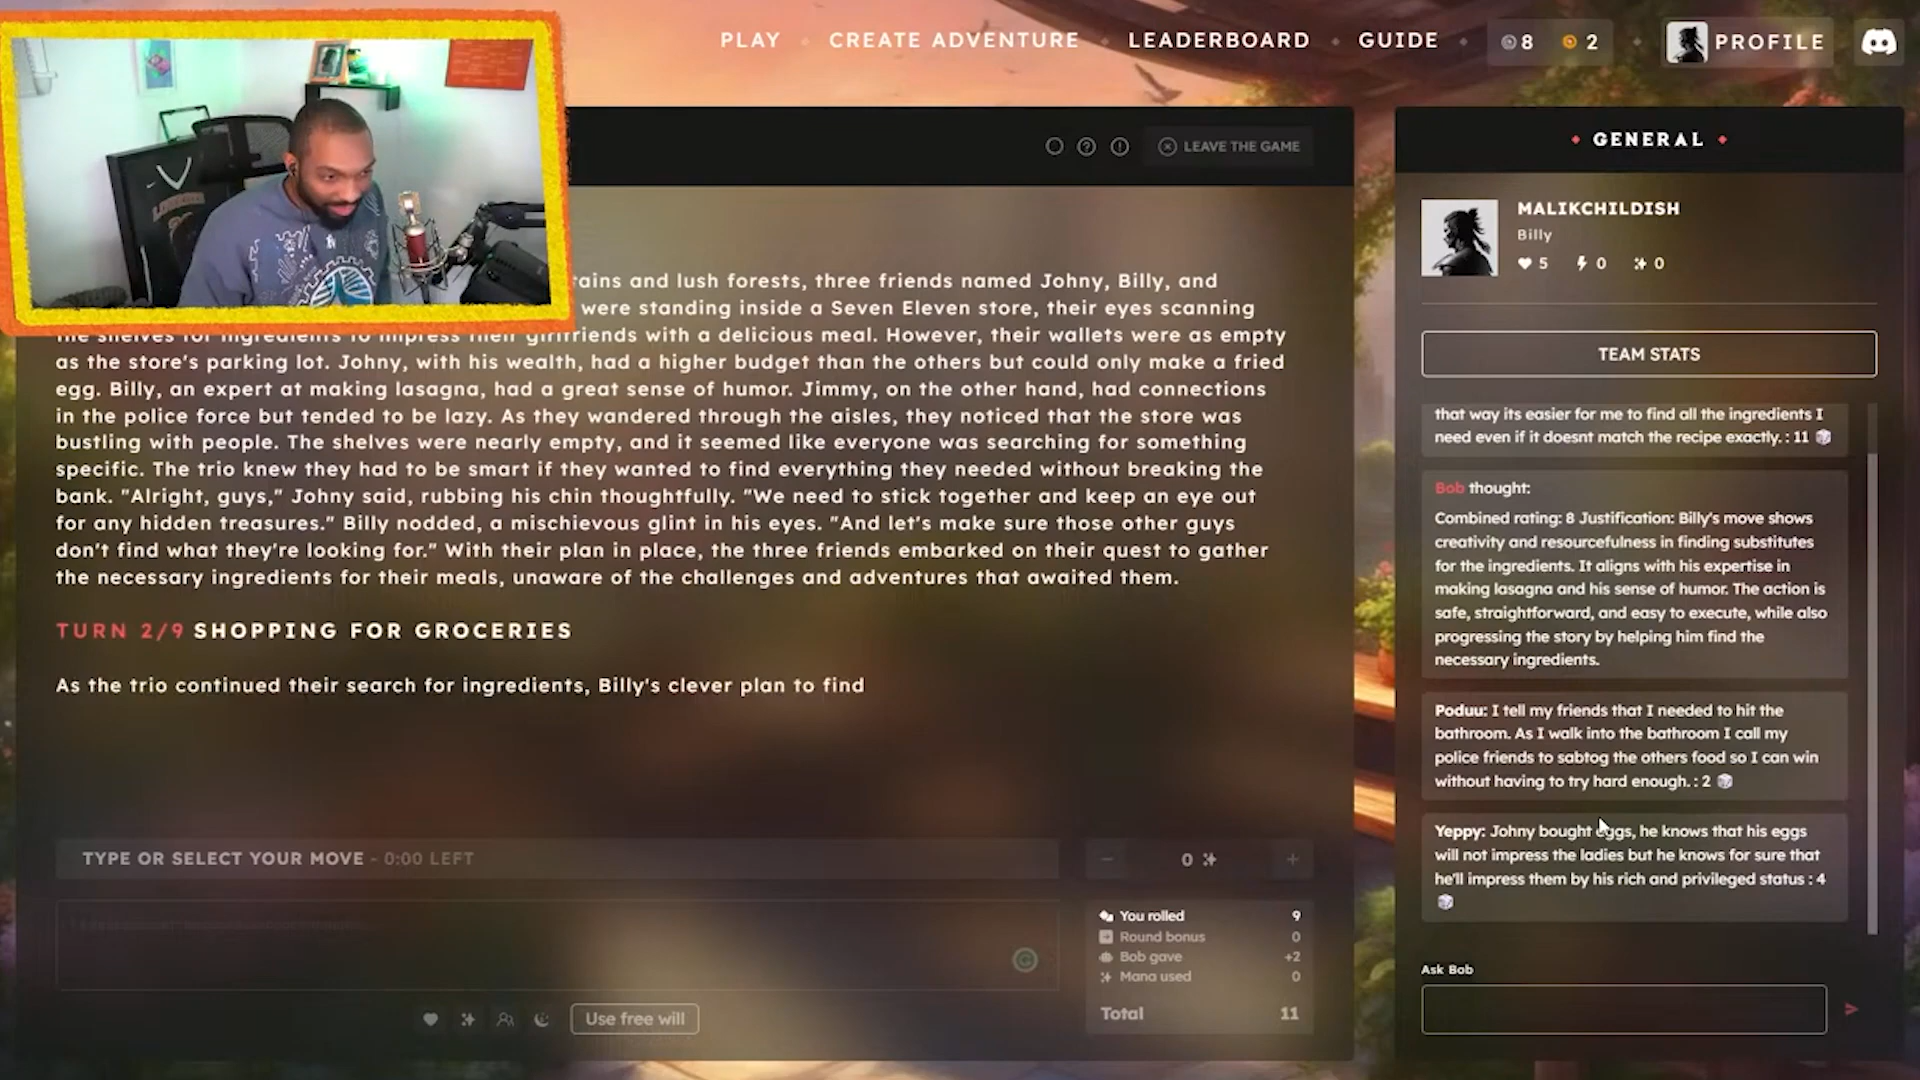 PLAY
CREATE ADVENTURE
LEADERBOARD
GUIDE
8
2
PROFILE
LEAVE THE GAME
tains and lush forests, three friends named Johny, Billy, and
were standing inside a Seven Eleven store, their eyes scanning
the shelves for ingredients to impress their girlfriends with a delicious meal. However, their wallets were as empty
as the store's parking lot. Johny, with his wealth, had a higher budget than the others but could only make a fried
egg. Billy, an expert at making lasagna, had a great sense of humor. Jimmy, on the other hand, had connections
in the police force but tended to be lazy. As they wandered through the aisles, they noticed that the store was
bustling with people. The shelves were nearly empty, and it seemed like everyone was searching for something
specific. The trio knew they had to be smart if they wanted to find everything they needed without breaking the
bank. "Alright, guys," Johny said, rubbing his chin thoughtfully. "We need to stick together and keep an eye out
for any hidden treasures." Billy nodded, a mischievous glint in his eyes. "And let's make sure those other guys
don't find what they're looking for." With their plan in place, the three friends embarked on their quest to gather
the necessary ingredients for their meals, unaware of the challenges and adventures that awaited them.
TURN 2/9 SHOPPING FOR GROCERIES
As the trio continued their search for ingredients, Billy's clever plan to find
TYPE OR SELECT YOUR MOVE - 0:00 LEFT
0
You rolled 9
Round bonus 0
Bob gave +2
Mana used 0
Total 11
Use free will
GENERAL
MALIKCHILDISH
Billy
5 0 0
TEAM STATS
that way its easier for me to find all the ingredients I
need even if it doesnt match the recipe exactly. : 11
Bob thought:
Combined rating: 8 Justification: Billy's move shows
creativity and resourcefulness in finding substitutes
for the ingredients. It aligns with his expertise in
making lasagna and his sense of humor. The action is
safe, straightforward, and easy to execute, while also
progressing the story by helping him find the
necessary ingredients.
Poduu: I tell my friends that I needed to hit the
bathroom. As I walk into the bathroom I call my
police friends to sabtog the others food so I can win
without having to try hard enough. : 2
Yeppy: Johny bought eggs, he knows that his eggs
will not impress the ladies but he knows for sure that
he'll impress them by his rich and privileged status : 4
Ask Bob